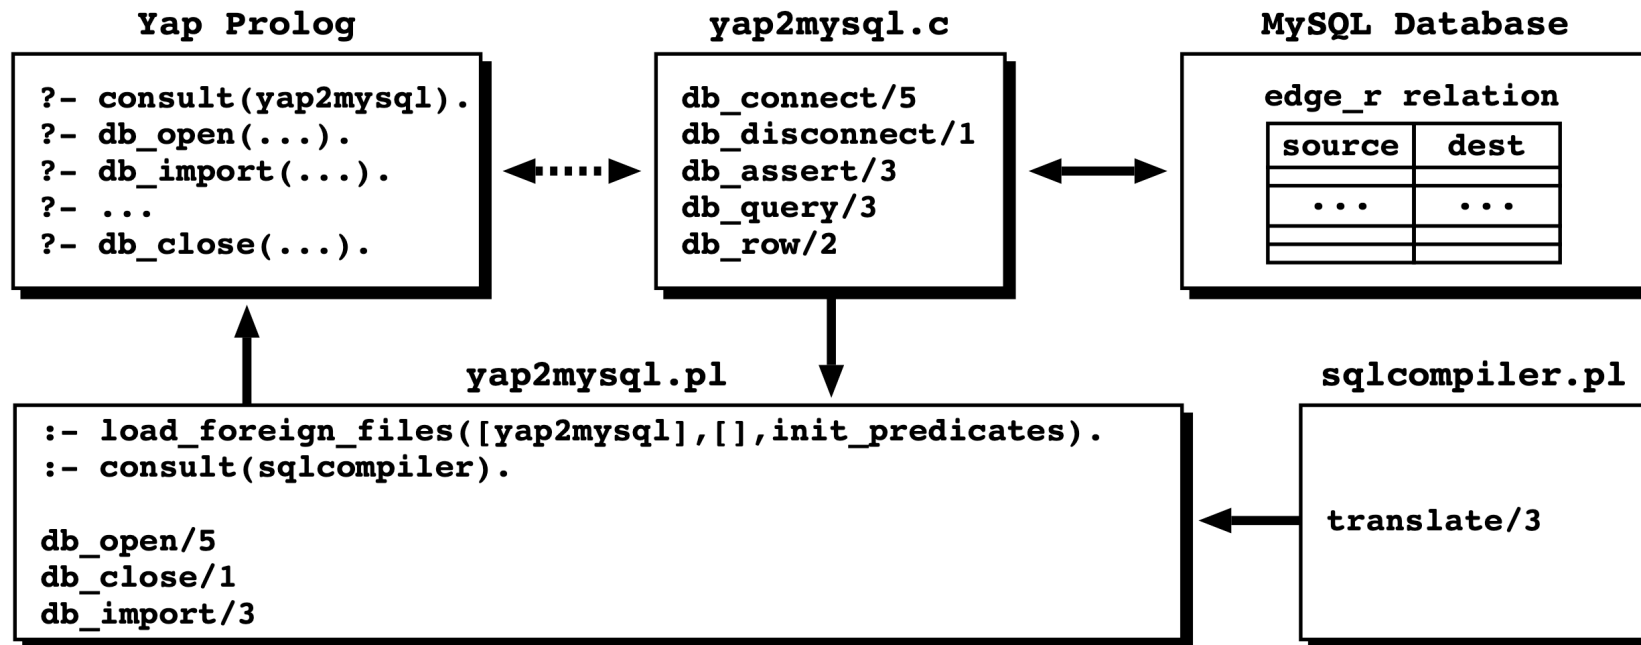 Yap Prolog
?- consult(yap2mysql).
?- db_open(...).
?- db_import(...).
?- ...
?- db_close(...).
yap2mysql.c
db_connect/5
db_disconnect/1
db_assert/3
db_query/3
db_row/2
MySQL Database
edge_r relation
source dest
... ...
yap2mysql.pl
:- load_foreign_files([yap2mysql],[],init_predicates).
:- consult(sqlcompiler).
db_open/5
db_close/1
db_import/3
sqlcompiler.pl
translate/3